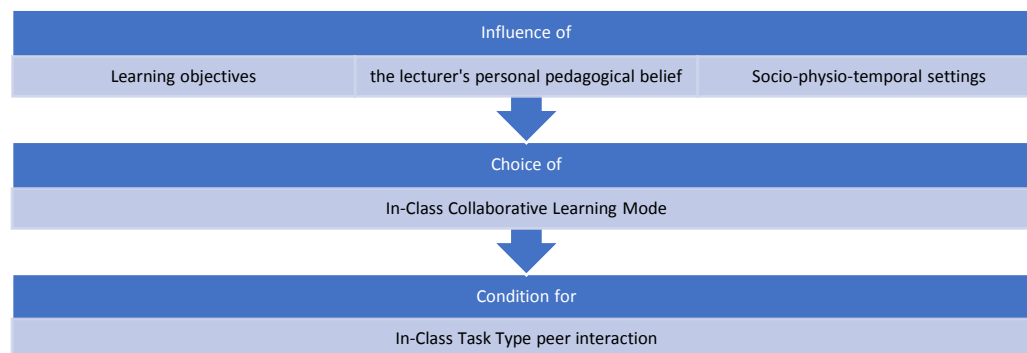 Influence of
Learning objectives
the lecturer's personal pedagogical belief
Socio-physio-temporal settings
Choice of
In-Class Collaborative Learning Mode
Condition for
In-Class Task Type peer interaction